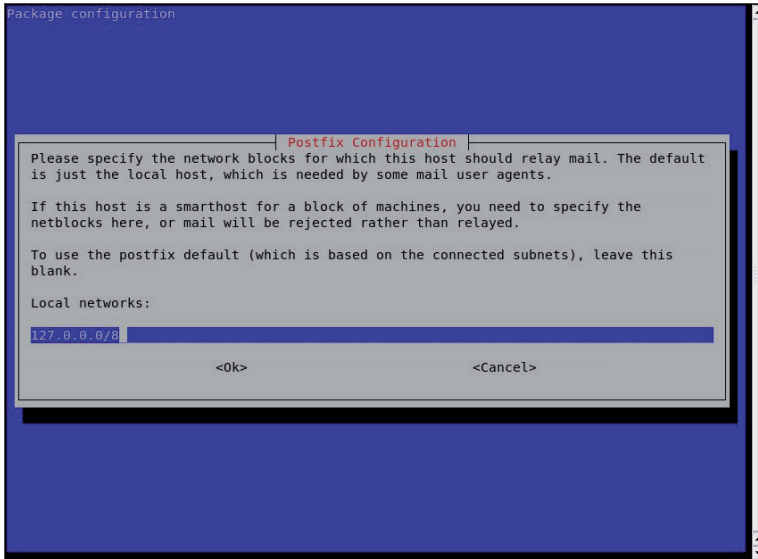 Package configuration
Postfix Configuration
Please specify the network blocks for which this host should relay mail. The default
is just the local host, which is needed by some mail user agents.
If this host is a smarthost for a block of machines, you need to specify the
netblocks here, or mail will be rejected rather than relayed.
To use the postfix default (which is based on the connected subnets), leave this
blank.
Local networks:
127.0.0.0/8
<Ok> <Cancel>